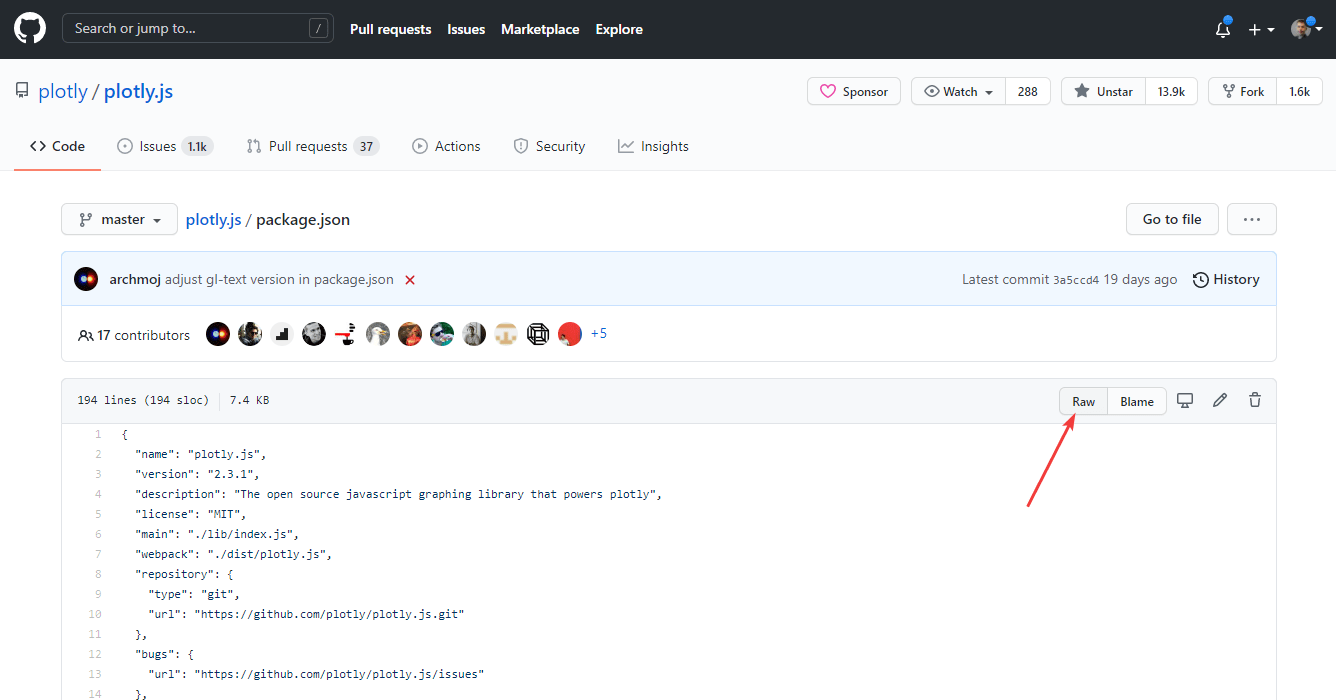 Search or jump to... / Pull requests Issues Marketplace Explore
plotly / plotly.js Sponsor Watch 288 Unstar 13.9k Fork 1.6k
Code Issues 1.1k Pull requests 37 Actions Security Insights
master plotly.js / package.json Go to file ...
archmoj adjust gl-text version in package.json Latest commit 3a5ccd4 19 days ago History
17 contributors +5
194 lines (194 sloc) 7.4 KB Raw Blame
1 {
2 "name": "plotly.js",
3 "version": "2.3.1",
4 "description": "The open source javascript graphing library that powers plotly",
5 "license": "MIT",
6 "main": "./lib/index.js",
7 "webpack": "./dist/plotly.js",
8 "repository": {
9 "type": "git",
10 "url": "https://github.com/plotly/plotly.js.git"
11 },
12 "bugs": {
13 "url": "https://github.com/plotly/plotly.js/issues"
14 },